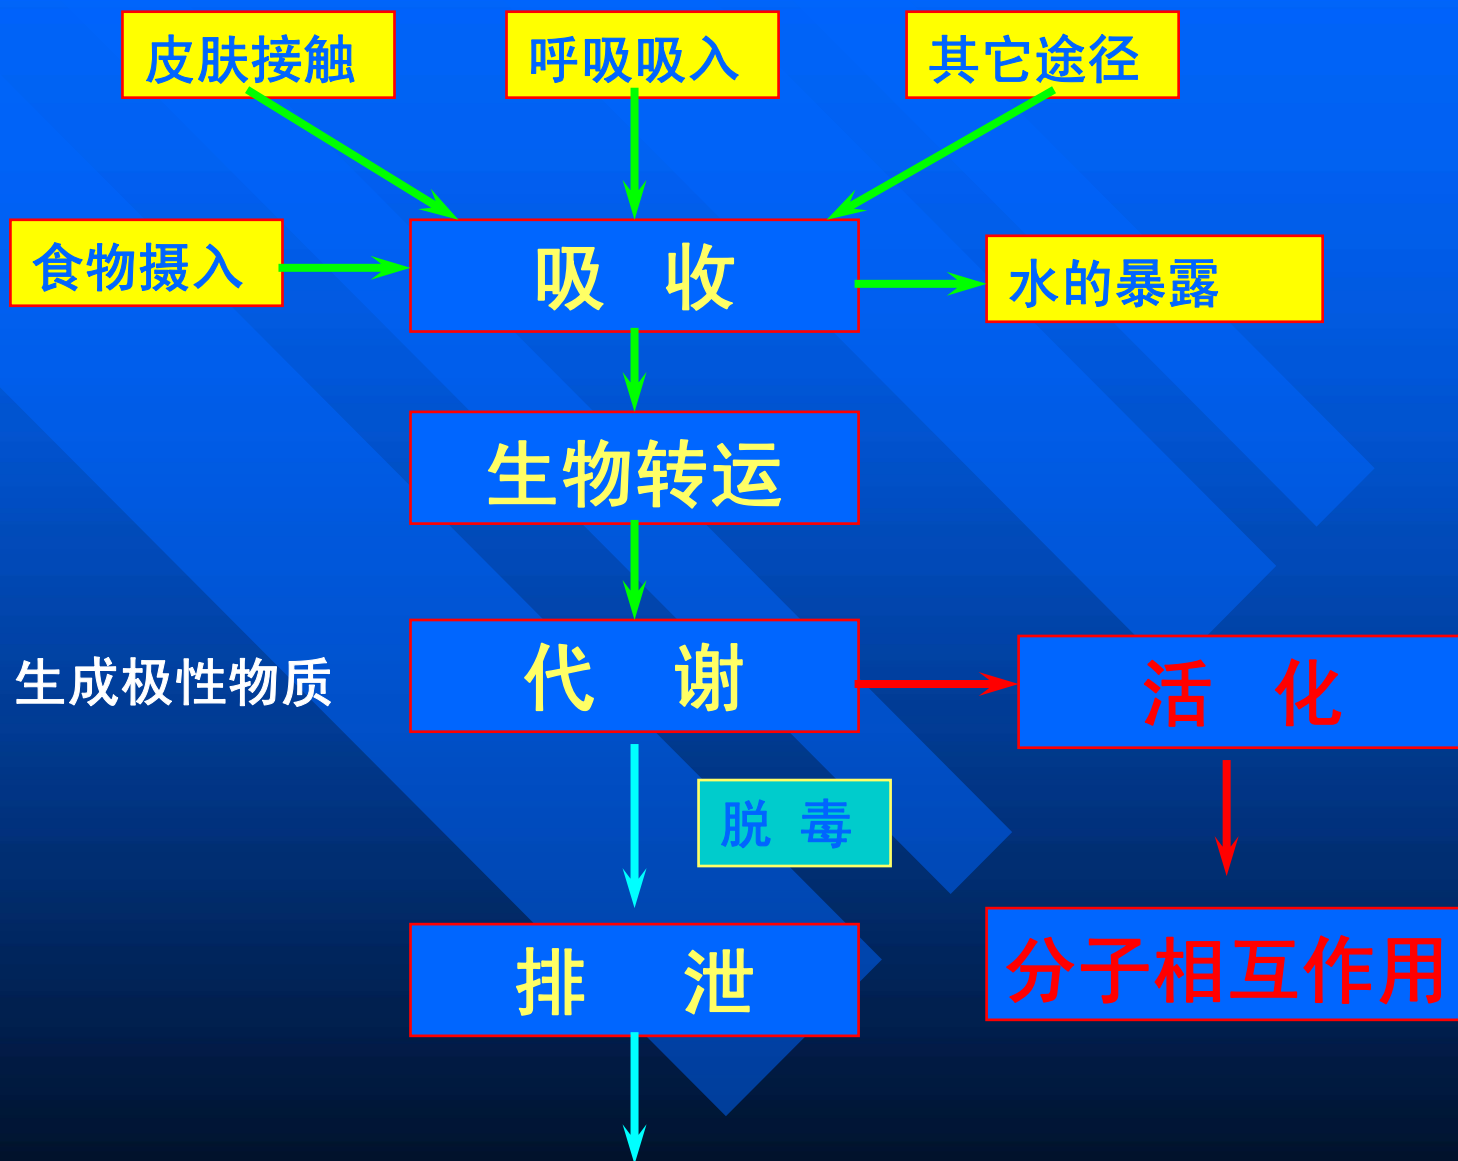 皮肤接触
呼吸吸入
其它途径
食物摄入
吸 收
水的暴露
生物转运
生成极性物质
代 谢
活 化
脱 毒
排 泄
分子相互作用